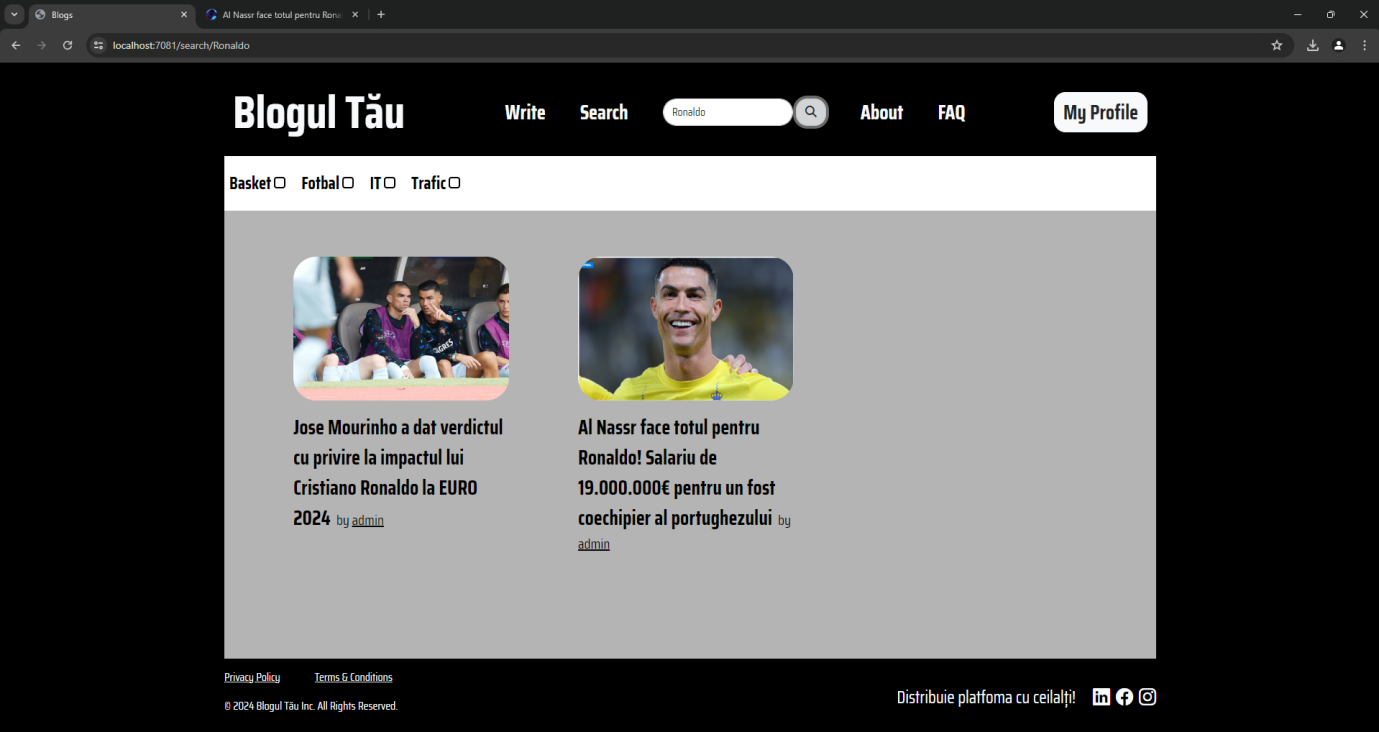 Blogs
Al Nassr face totul pentru Rona
localhost:7081/search/Ronaldo
Blogul Tău
Write
Search
Ronaldo
About
FAQ
My Profile
Basket
Fotbal
IT
Trafic
Jose Mourinho a dat verdictul
cu privire la impactul lui
Cristiano Ronaldo la EURO
2024 by admin
Al Nassr face totul pentru
Ronaldo! Salariu de
19.000.000€ pentru un fost
coechipier al portughezului by
admin
Privacy Policy
Terms & Conditions
© 2024 Blogul Tău Inc. All Rights Reserved.
Distribuie platfoma cu ceilalți!